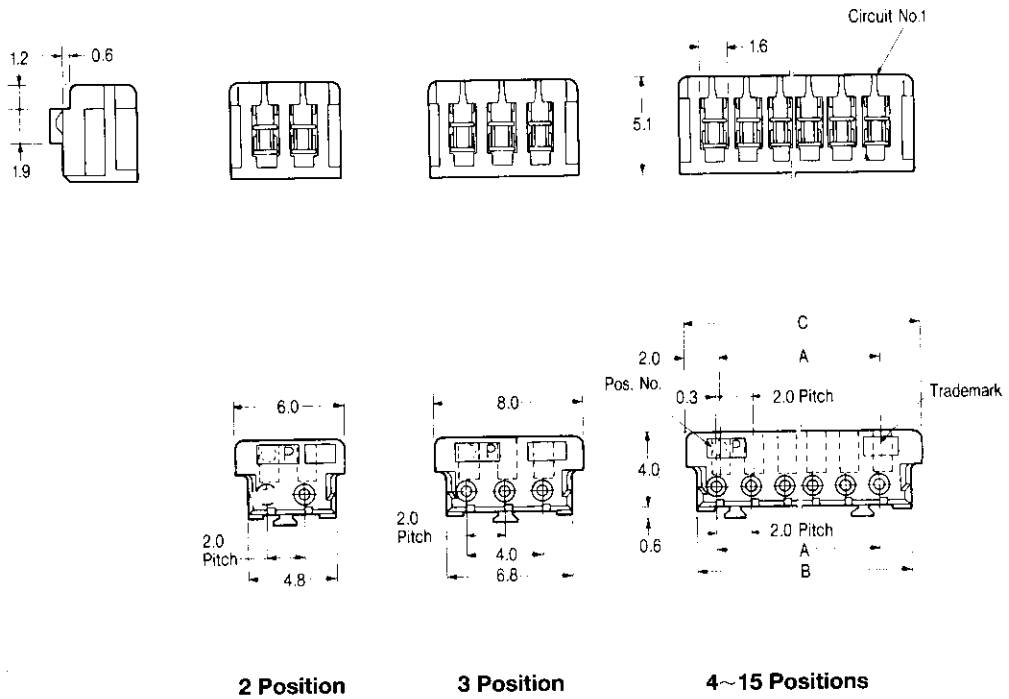 Circuit No.1
1.2
0.6
1.6
5.1
1.9
C
2.0
A
Pos. No.
0.3
2.0 Pitch
Trademark
6.0
8.0
P
P
P
4.0
2.0
Pitch
2.0
Pitch
4.0
0.6
2.0 Pitch
A
4.8
6.8
B
2 Position
3 Position
4~15 Positions